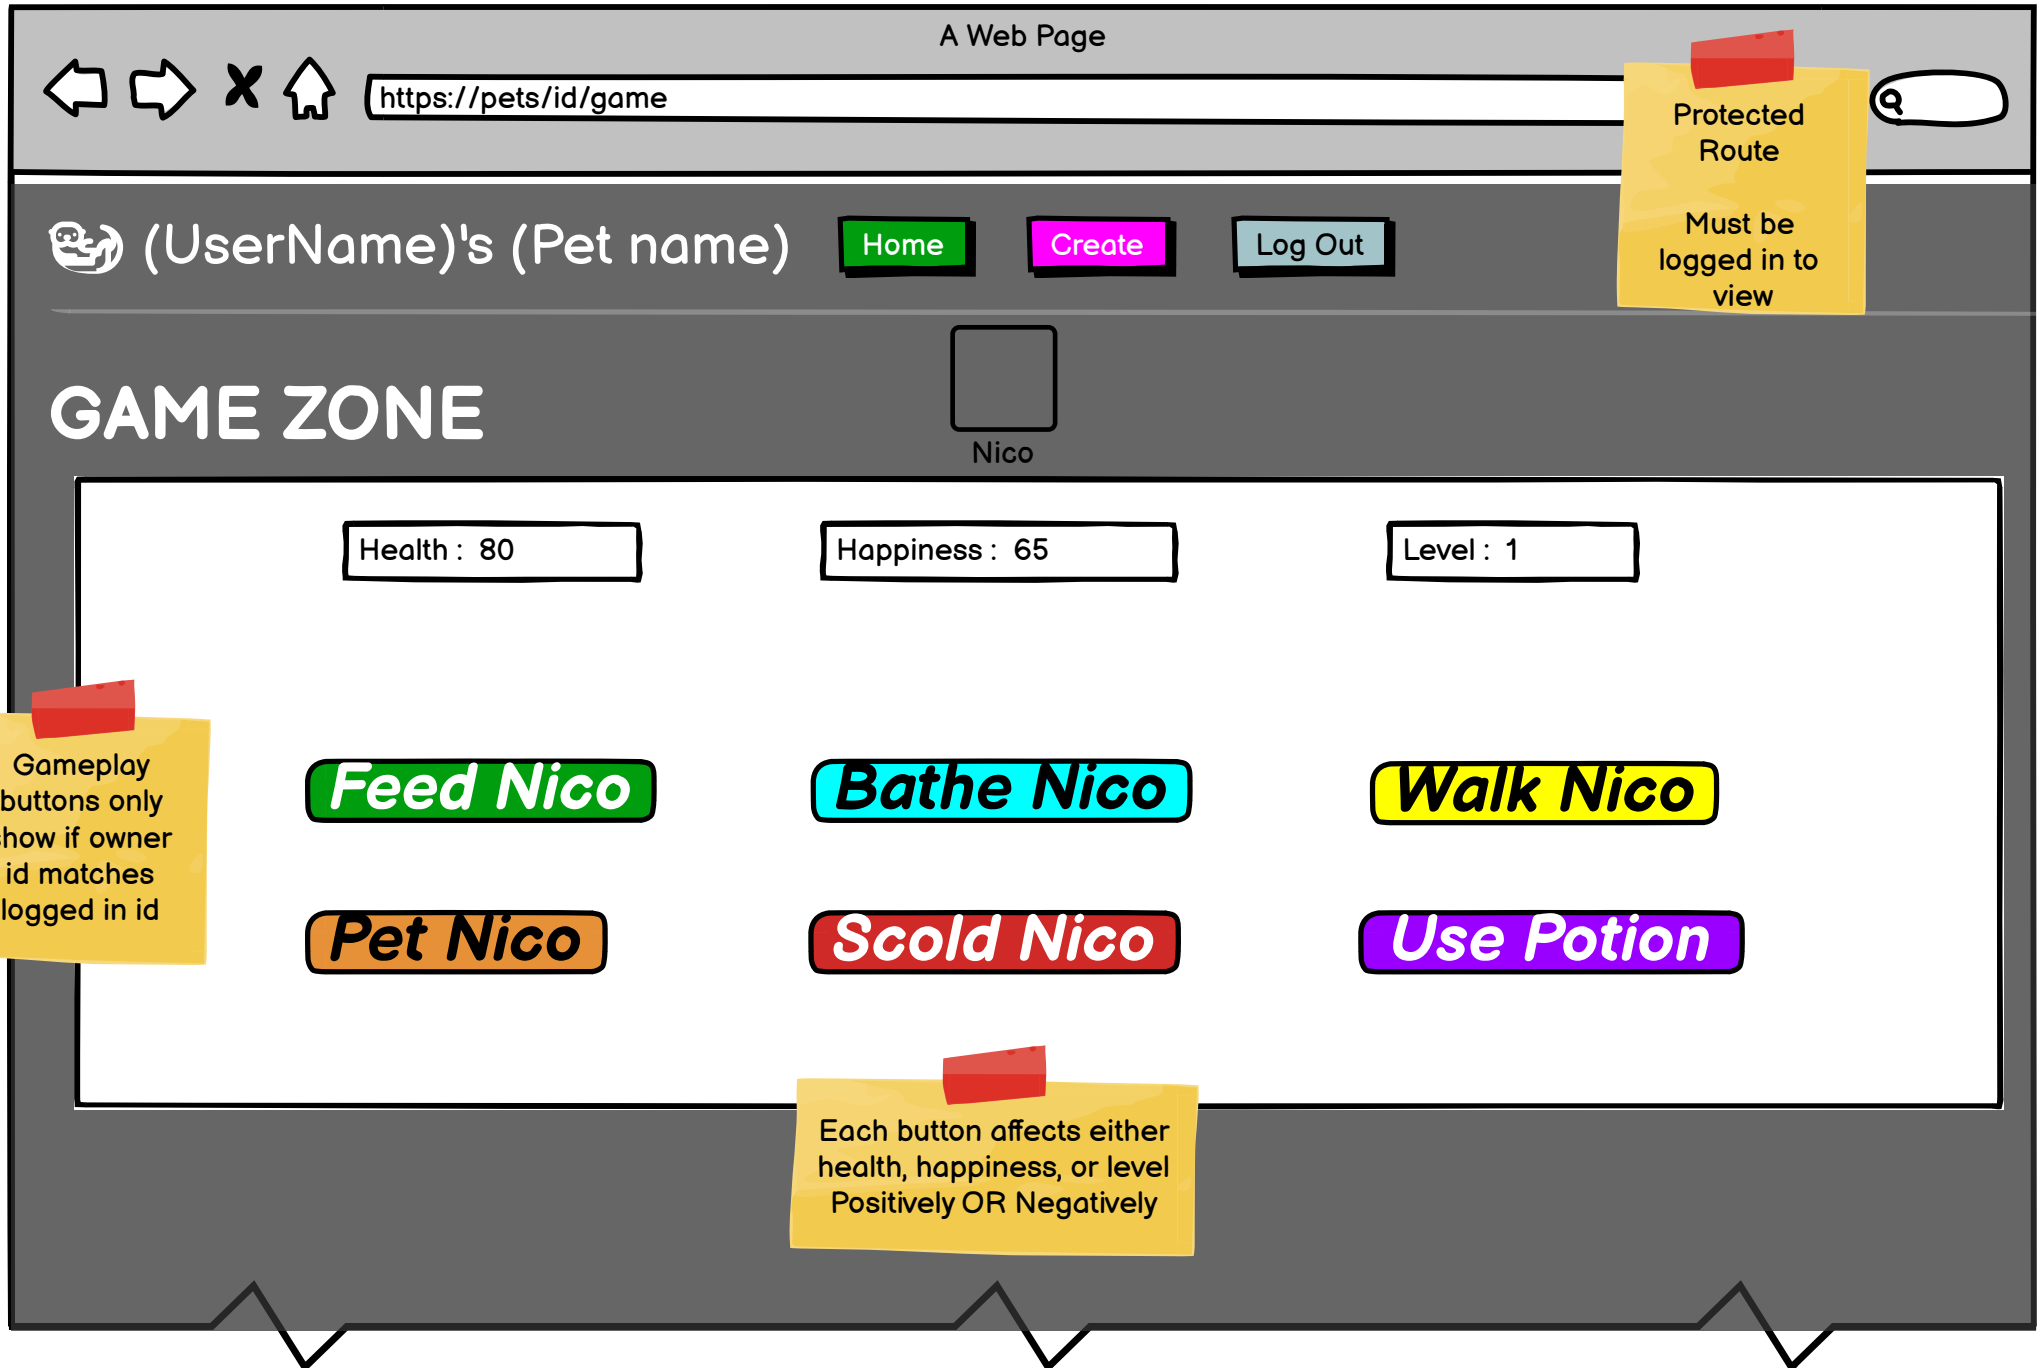 A Web Page
https://pets/id/game
Protected
Route
Must be
logged in to
view
(UserName)'s (Pet name)
Home
Create
Log Out
GAME ZONE
Nico
Health : 80
Happiness : 65
Level : 1
Gameplay
buttons only
show if owner
id matches
logged in id
Feed Nico
Bathe Nico
Walk Nico
Pet Nico
Scold Nico
Use Potion
Each button affects either
health, happiness, or level
Positively OR Negatively